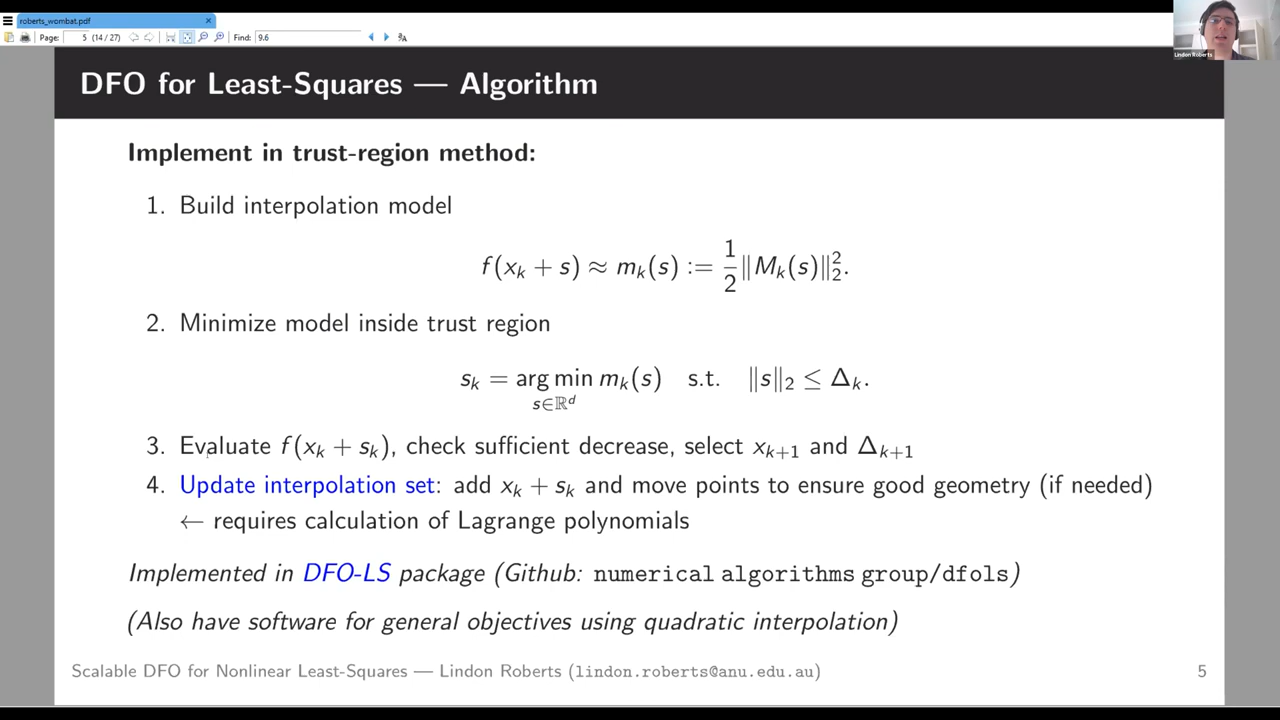 roberts_wombat.pdf
Page: 5 (14 / 27) Find: 9.6
Lindon Roberts
DFO for Least-Squares — Algorithm
Implement in trust-region method:
1. Build interpolation model
f(x_k + s) ≈ m_k(s) := 1/2 ‖M_k(s)‖_2^2.
2. Minimize model inside trust region
s_k = arg min_{s∈ℝ^d} m_k(s) s.t. ‖s‖_2 ≤ Δ_k.
3. Evaluate f(x_k + s_k), check sufficient decrease, select x_{k+1} and Δ_{k+1}
4. Update interpolation set: add x_k + s_k and move points to ensure good geometry (if needed)
← requires calculation of Lagrange polynomials
Implemented in DFO-LS package (Github: numerical algorithms group/dfols)
(Also have software for general objectives using quadratic interpolation)
Scalable DFO for Nonlinear Least-Squares — Lindon Roberts (lindon.roberts@anu.edu.au) 5